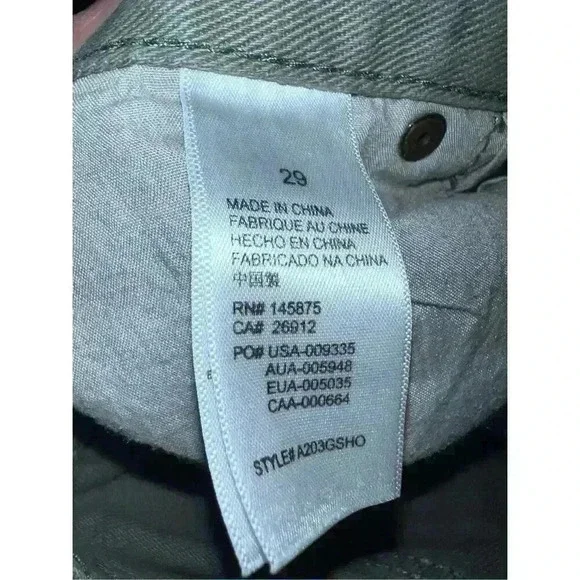 29
MADE IN CHINA
FABRIQUE AU CHINE
HECHO EN CHINA
FABRICADO NA CHINA
中国製
RN# 145875
CA# 26912
PO# USA-009335
AUA-005948
EUA-005035
CAA-000664
STYLE# A203GSHO